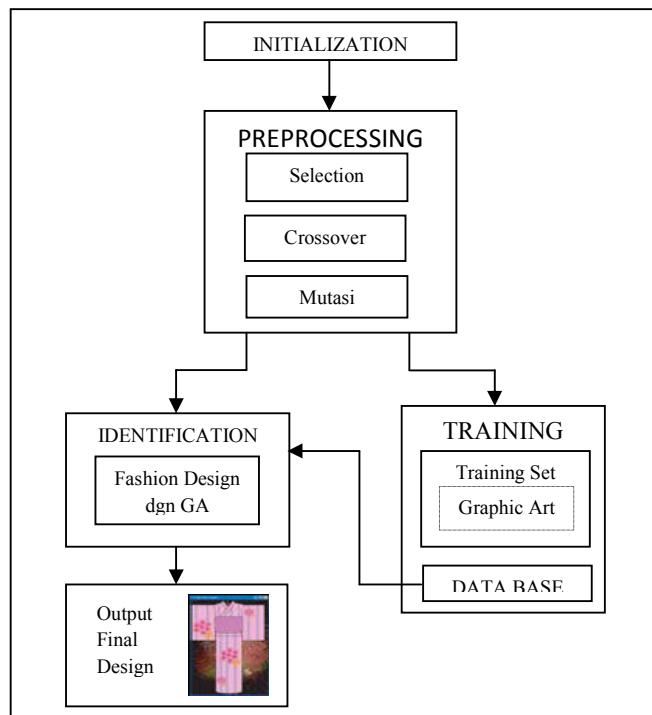 INITIALIZATION
PREPROCESSING
Selection
Crossover
Mutasi
IDENTIFICATION
Fashion Design
dgn GA
TRAINING
Training Set
Graphic Art
DATA BASE
Output
Final
Design